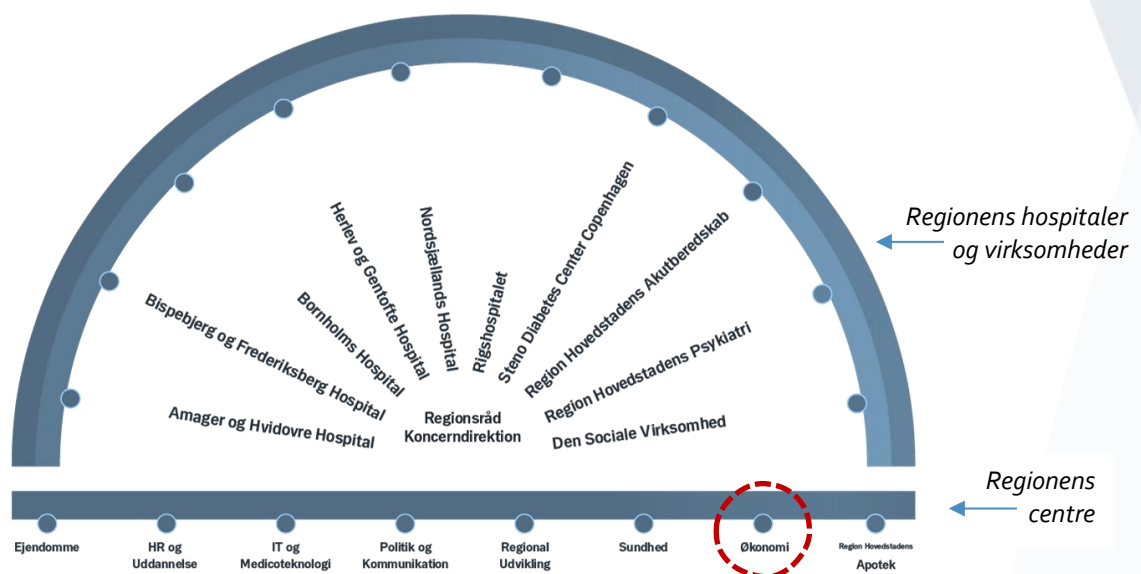 Amager og Hvidovre Hospital
Bispebjerg og Frederiksberg Hospital
Bornholms Hospital
Herlev og Gentofte Hospital
Nordsjællands Hospital
Rigshospitalet
Steno Diabetes Center Copenhagen
Region Hovedstadens Akutberedskab
Region Hovedstadens Psykiatri
Den Sociale Virksomhed
Regionsråd
Koncerndirektion
Regionens hospitaler
og virksomheder
Regionens
centre
Ejendomme
HR og
Uddannelse
IT og
Medicoteknologi
Politik og
Kommunikation
Regional
Udvikling
Sundhed
Økonomi
Region Hovedstadens
Apotek